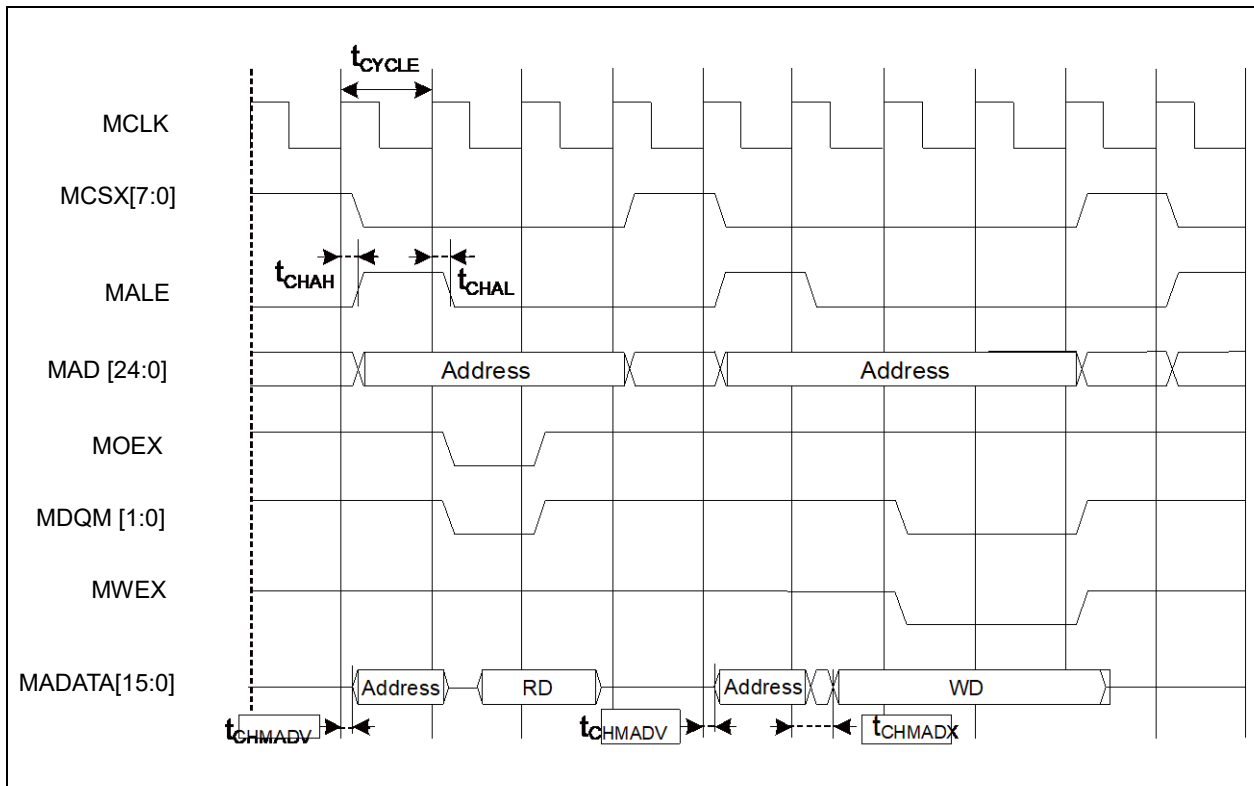 tCYCLE
MCLK
MCSX[7:0]
tCHAH
tCHAL
MALE
MAD [24:0]
Address
Address
MOEX
MDQM [1:0]
MWEX
MADATA[15:0]
Address
RD
Address
WD
tCHMADV
tCHMADV
tCHMADX